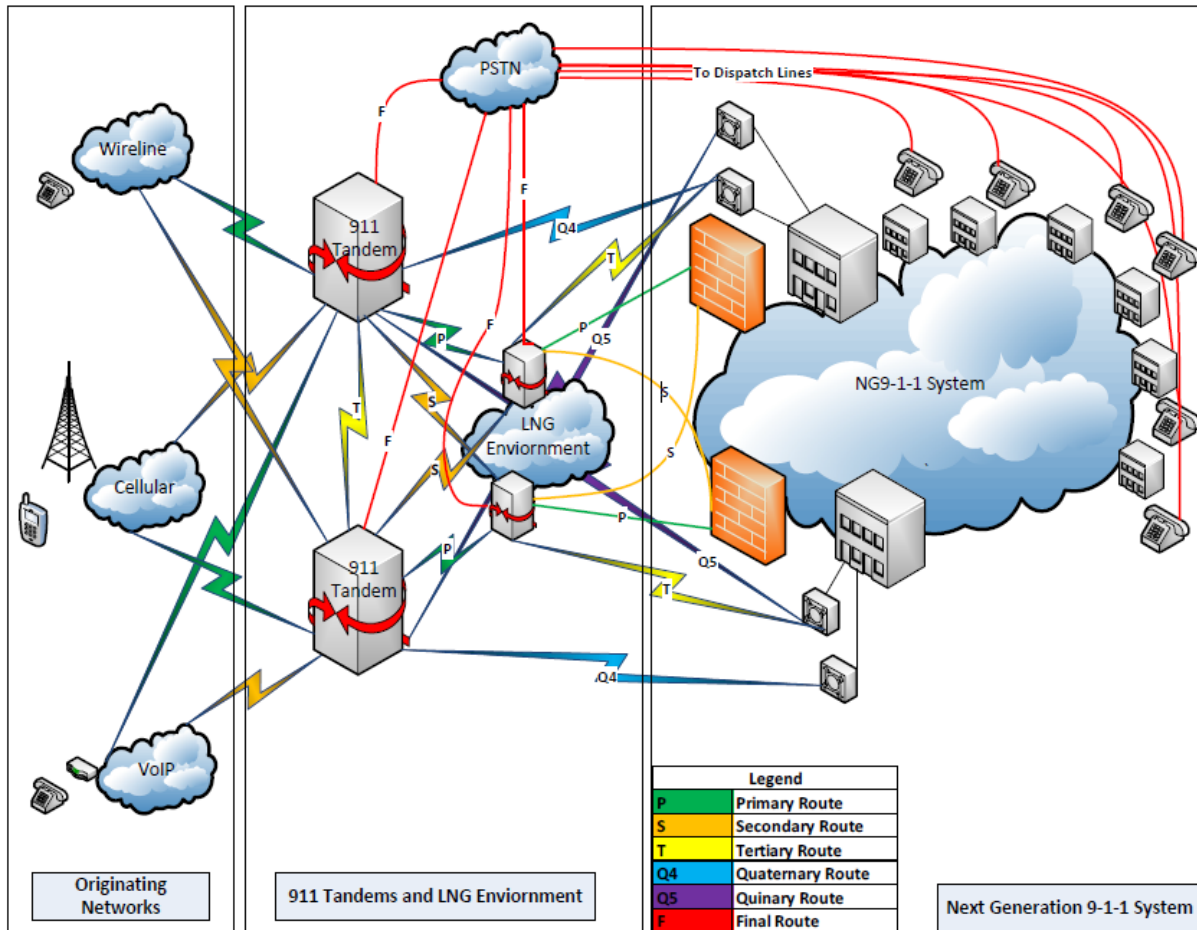 PSTN
To Dispatch Lines
Wireline
F
F
911
Tandem
Q4
T
F
P
P
Q5
T
S
S
LNG
Enviornment
NG9-1-1 System
F
S
S
Cellular
P
P
911
Tandem
Q5
T
Q4
VoIP
Legend
P Primary Route
S Secondary Route
T Tertiary Route
Q4 Quaternary Route
Q5 Quinary Route
F Final Route
Originating
Networks
911 Tandems and LNG Enviornment
Next Generation 9-1-1 System